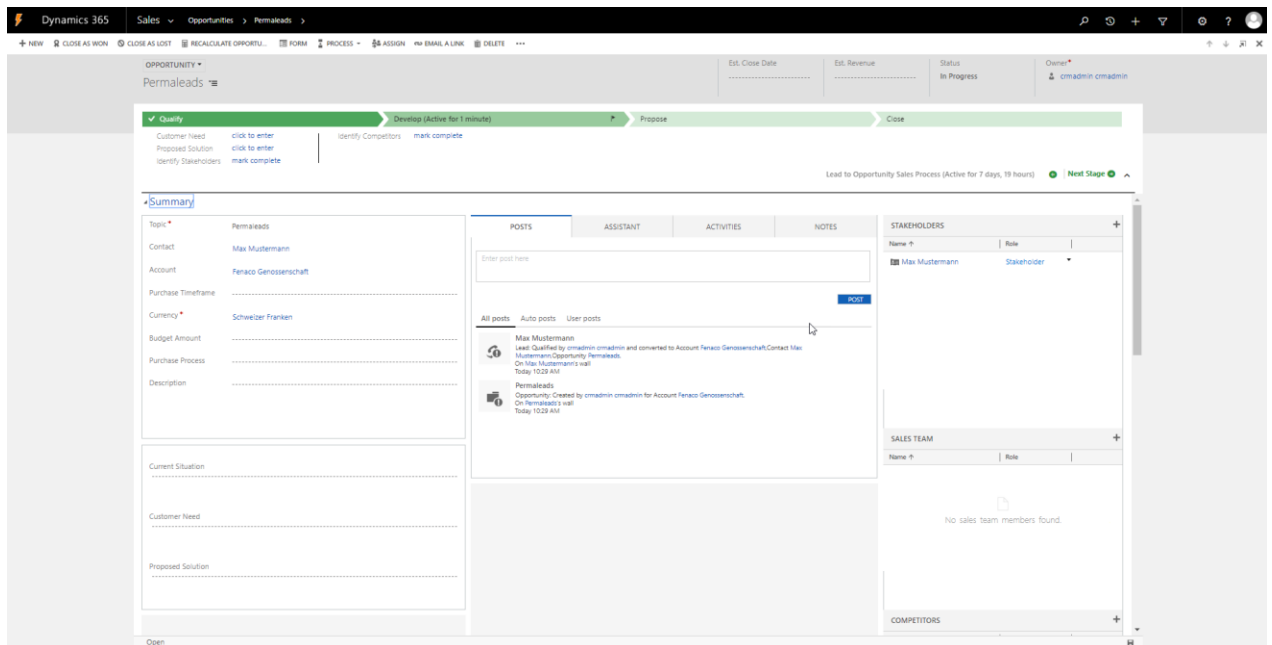 Dynamics 365 Sales Opportunities > Permaleads >
+ NEW CLOSE AS WON CLOSE AS LOST RECALCULATE OPPORTU... FORM PROCESS ASSIGN EMAIL A LINK DELETE ...
OPPORTUNITY
Permaleads
Est. Close Date Est. Revenue Status Owner*
In Progress crmadmin crmadmin
Qualify Develop (Active for 1 minute) Propose Close
Customer Need click to enter Identify Competitors mark complete
Proposed Solution click to enter
Identify Stakeholders mark complete
Lead to Opportunity Sales Process (Active for 7 days, 19 hours) Next Stage
Summary
Topic* Permaleads
Contact Max Mustermann
Account Fenaco Genossenschaft
Purchase Timeframe
Currency* Schweizer Franken
Budget Amount
Purchase Process
Description
Current Situation
Customer Need
Proposed Solution
POSTS ASSISTANT ACTIVITIES NOTES
Enter post here
POST
All posts Auto posts User posts
Max Mustermann
Lead: Qualified by crmadmin crmadmin and converted to Account Fenaco Genossenschaft;Contact Max
Mustermann;Opportunity Permaleads.
On Max Mustermann's wall
Today 10:29 AM
Permaleads
Opportunity: Created by crmadmin crmadmin for Account Fenaco Genossenschaft.
On Permaleads's wall
Today 10:29 AM
STAKEHOLDERS +
Name ↑ Role
Max Mustermann Stakeholder
SALES TEAM +
Name ↑ Role
No sales team members found.
COMPETITORS +
Open